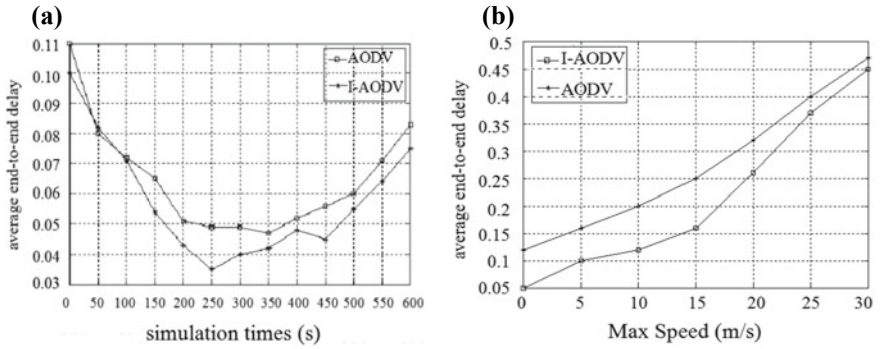 (a)
0.11
0.10
0.09
0.08
0.07
0.06
0.05
0.04
0.03
average end-to-end delay
AODV
I-AODV
0 50 100 150 200 250 300 350 400 450 500 550 600
simulation times (s)
(b)
0.5
0.45
0.4
0.35
0.3
0.25
0.2
0.15
0.1
0.05
average end-to-end delay
I-AODV
AODV
0 5 10 15 20 25 30
Max Speed (m/s)